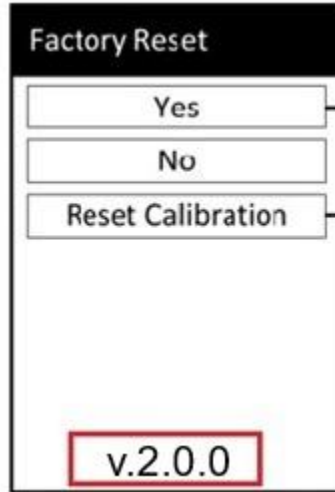 Factory Reset
Yes
No
Reset Calibration
v.2.0.0